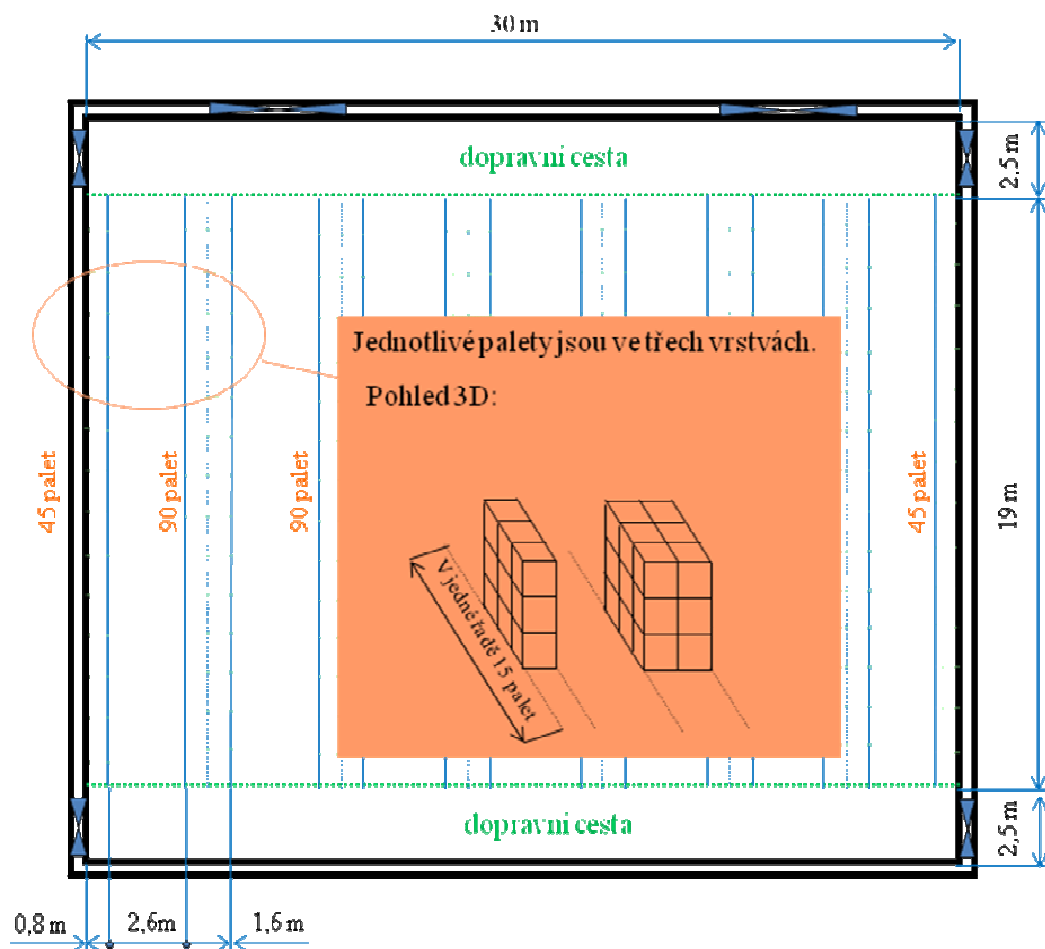 30 m
dopravní cesta
2.5 m
Jednotlivé palety jsou ve třech vrstvách.
Pohled 3D:
45 palet
90 palet
90 palet
45 palet
19 m
V jedné řadě 15 palet
dopravní cesta
2,5 m
0,8 m
2,6m
1,6 m